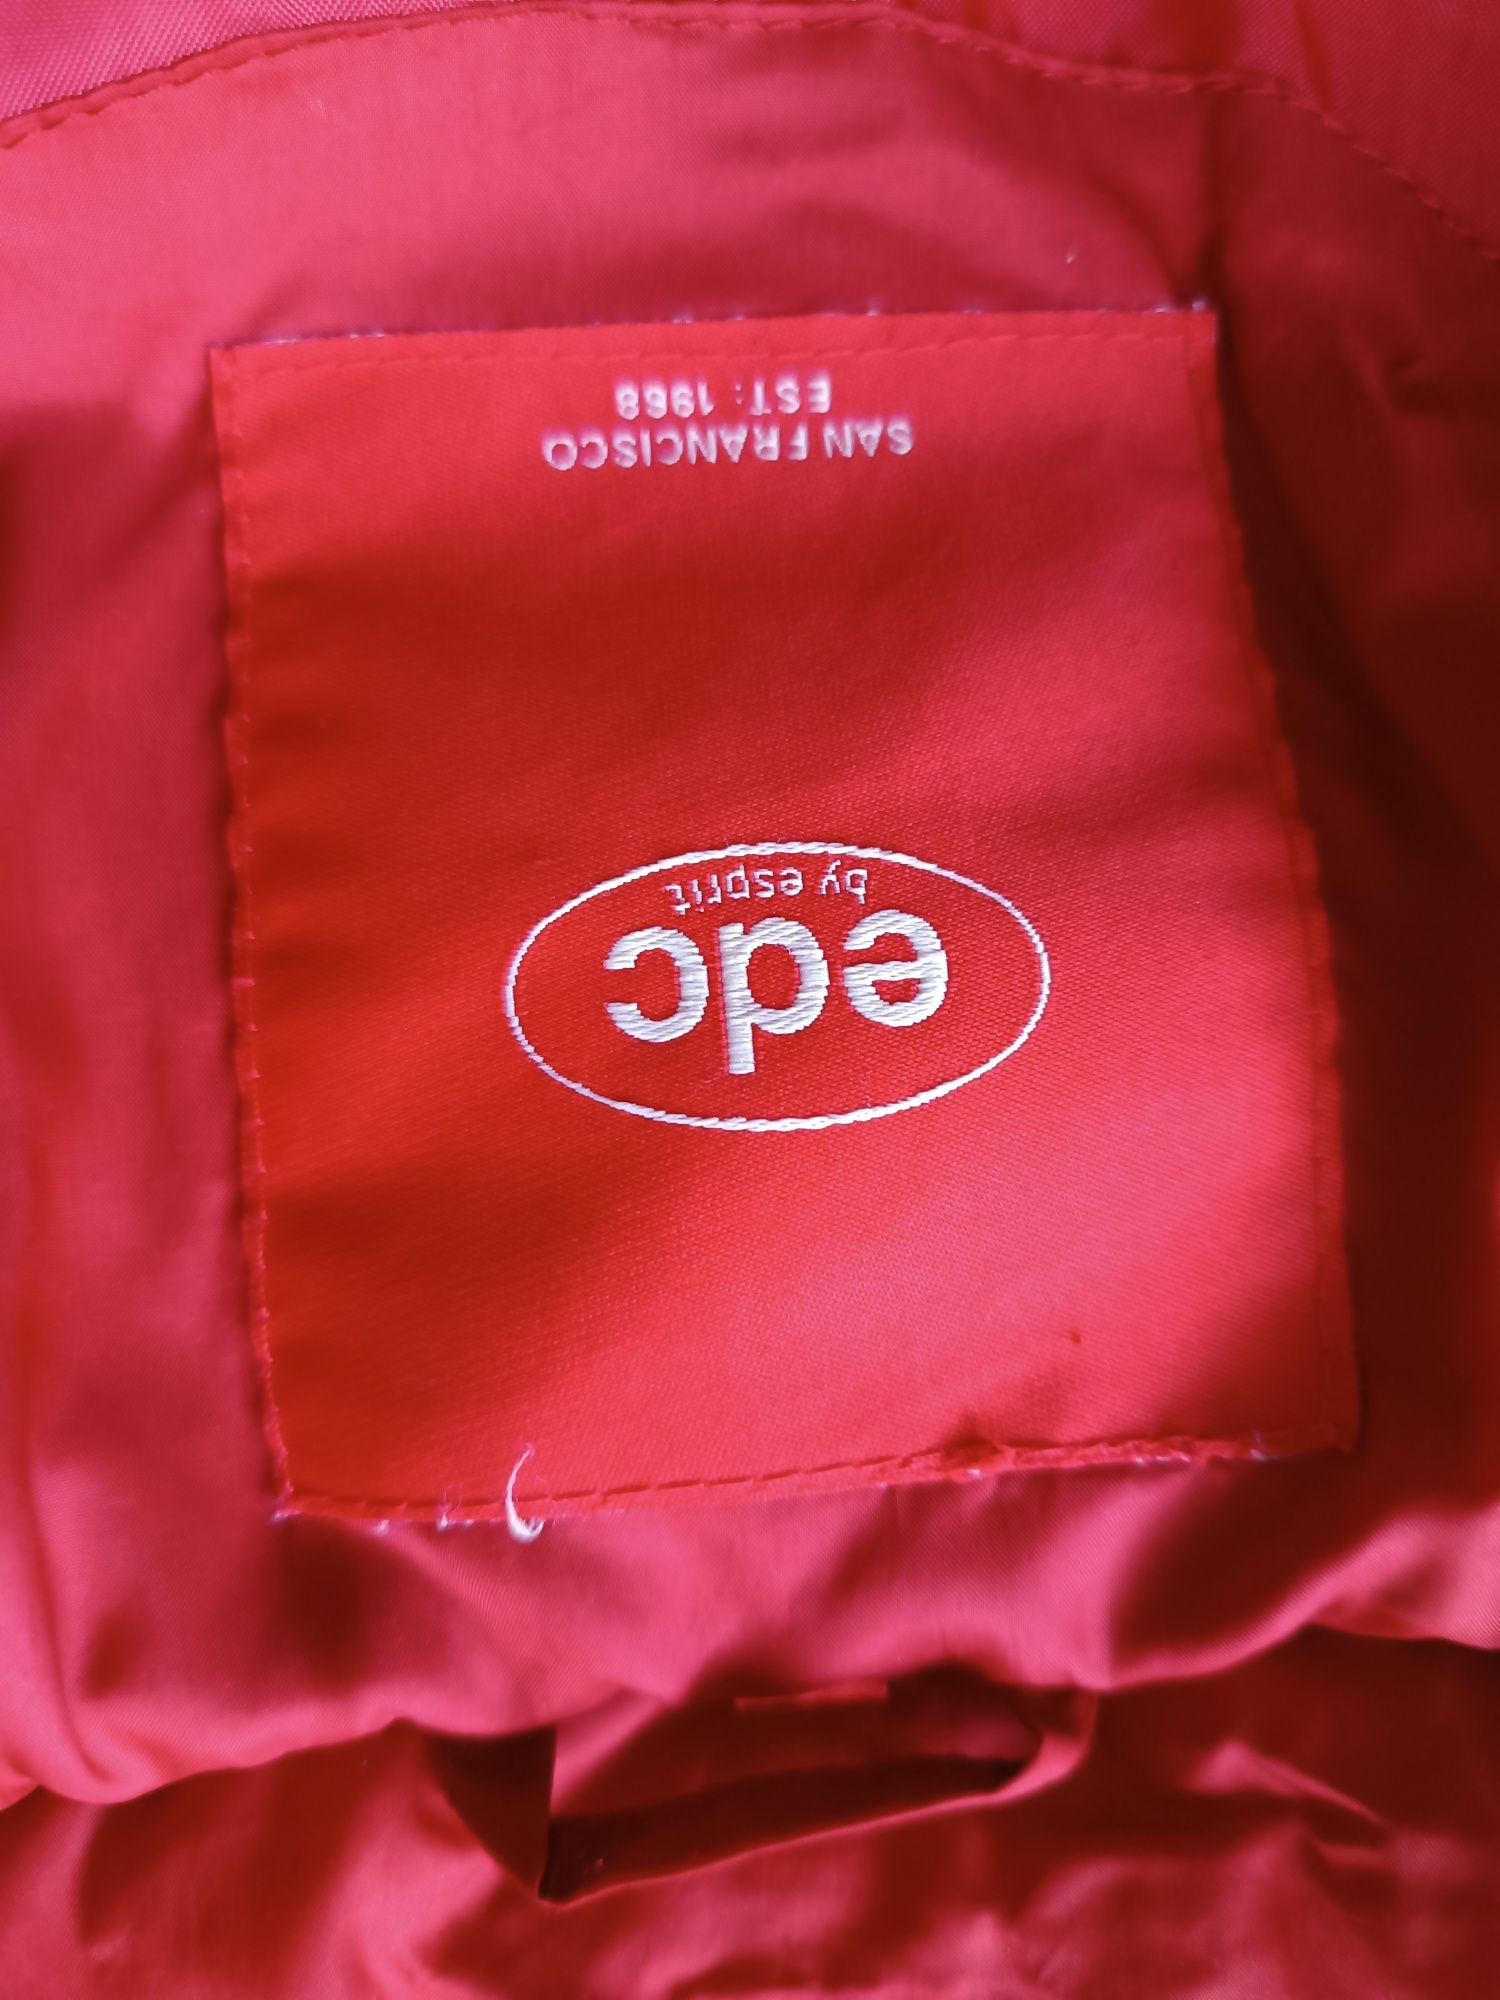 edc
by esprit
SAN FRANCISCO
EST: 1968